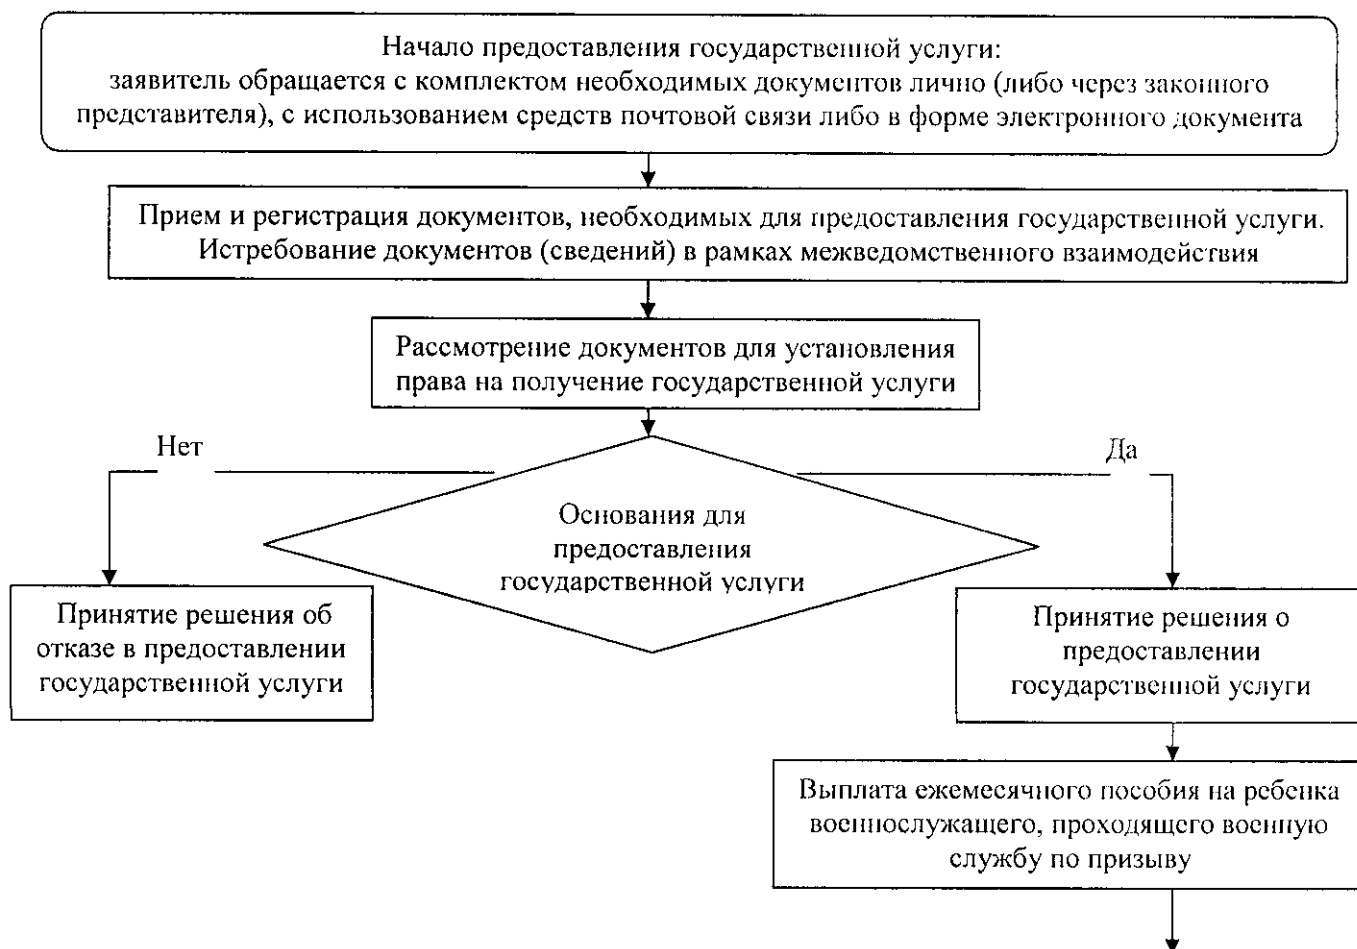 Начало предоставления государственной услуги:
заявитель обращается с комплектом необходимых документов лично (либо через законного
представителя), с использованием средств почтовой связи либо в форме электронного документа
Прием и регистрация документов, необходимых для предоставления государственной услуги.
Истребование документов (сведений) в рамках межведомственного взаимодействия
Рассмотрение документов для установления
права на получение государственной услуги
Нет
Да
Основания для
предоставления
государственной услуги
Принятие решения об
отказе в предоставлении
государственной услуги
Принятие решения о
предоставлении
государственной услуги
Выплата ежемесячного пособия на ребенка
военнослужащего, проходящего военную
службу по призыву